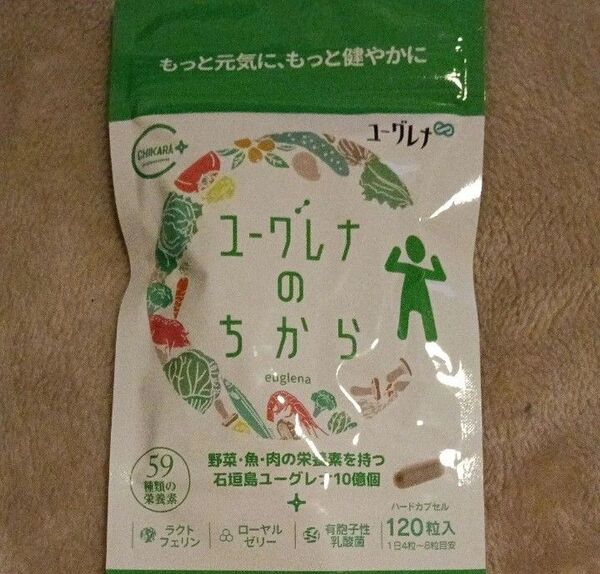 もっと元気に、もっと健やかに
CHIKARA
ユーグレナ
ユーグレナ
の
ちから
euglena
59
種類の
栄養素
野菜・魚・肉の栄養素を持つ
石垣島ユーグレナ10億個
ラクト
フェリン
ローヤル
ゼリー
有胞子性
乳酸菌
ハードカプセル
120粒入
1日4粒~8粒目安